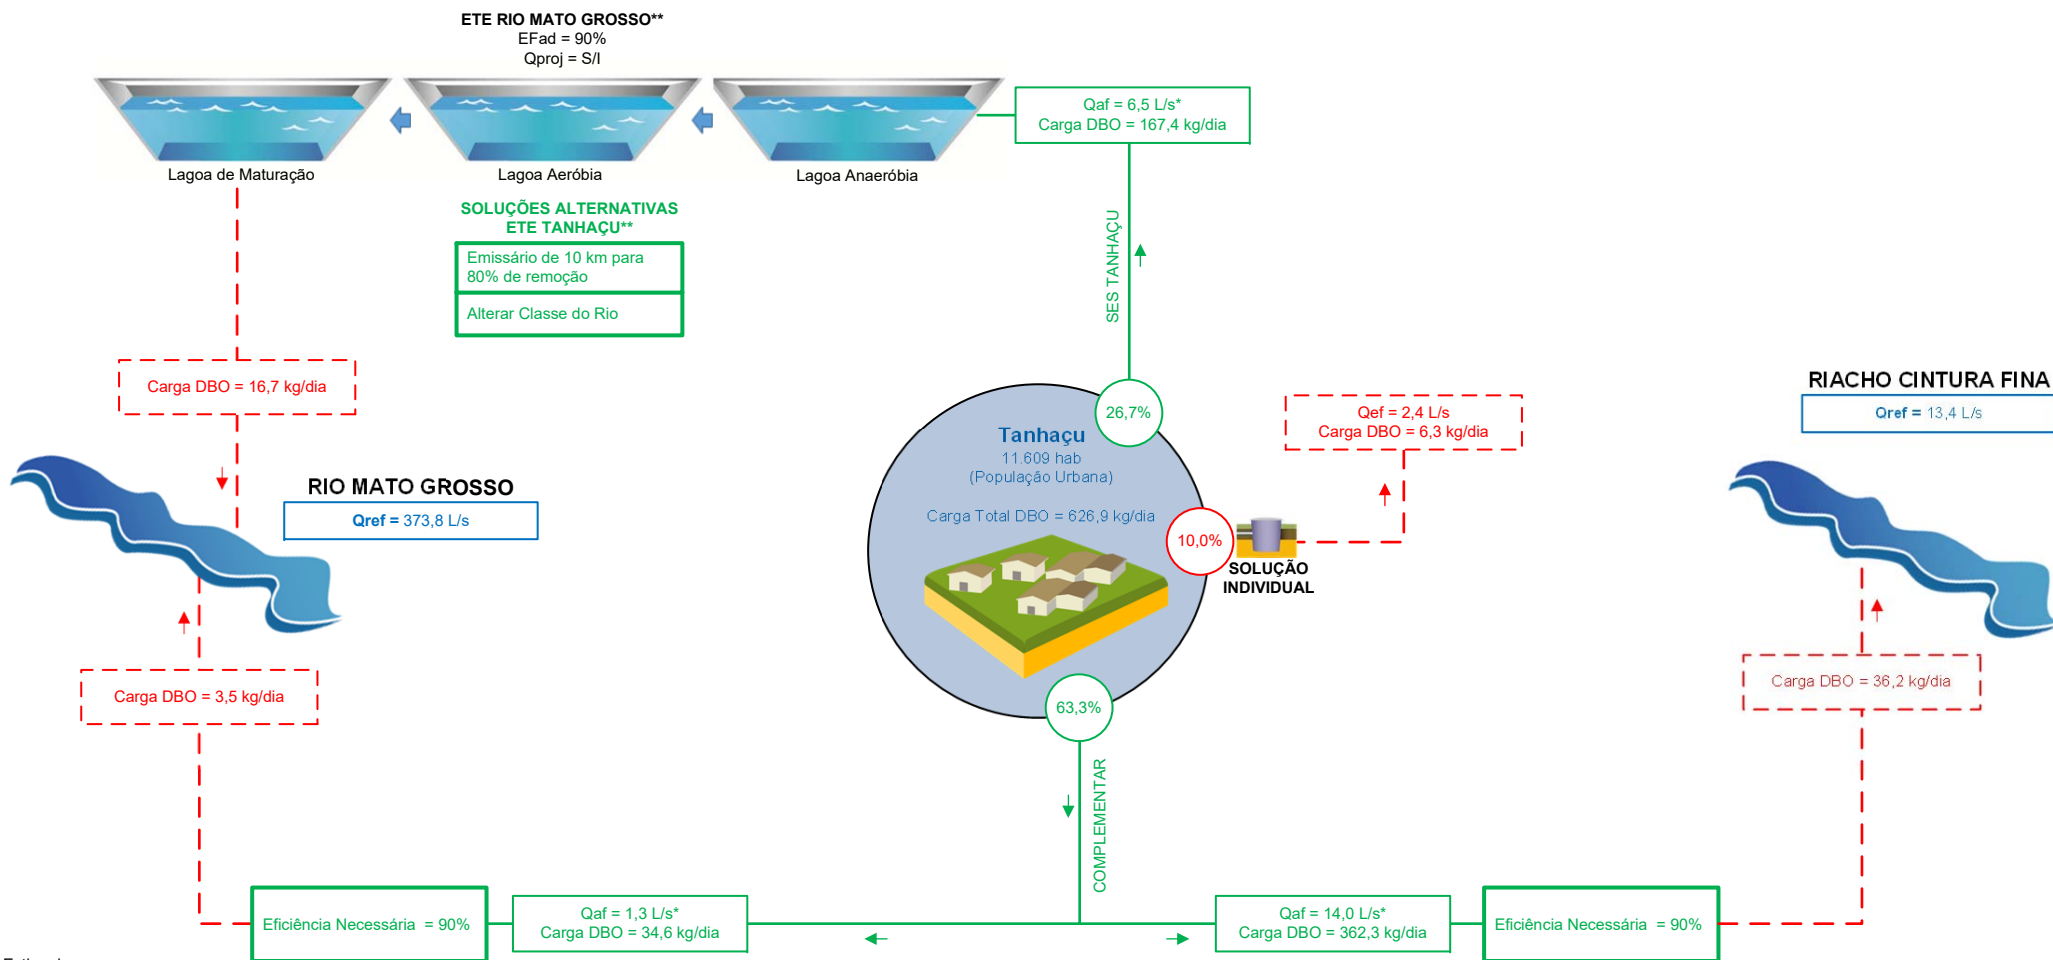 ETE RIO MATO GROSSO**
EFad = 90%
Qproj = S/I
Lagoa de Maturação
Lagoa Aeróbia
Lagoa Anaeróbia
Qaf = 6,5 L/s*
Carga DBO = 167,4 kg/dia
SOLUÇÕES ALTERNATIVAS
ETE TANHAÇU**
Emissário de 10 km para
80% de remoção
Alterar Classe do Rio
SES TANHAÇU
Carga DBO = 16,7 kg/dia
RIO MATO GROSSO
Qref = 373,8 L/s
26,7%
Tanhaçu
11.609 hab
(População Urbana)
Carga Total DBO = 626,9 kg/dia
10,0%
SOLUÇÃO
INDIVIDUAL
Qef = 2,4 L/s
Carga DBO = 6,3 kg/dia
RIACHO CINTURA FINA
Qref = 13,4 L/s
Carga DBO = 3,5 kg/dia
63,3%
Carga DBO = 36,2 kg/dia
COMPLEMENTAR
Eficiência Necessária = 90%
Qaf = 1,3 L/s*
Carga DBO = 34,6 kg/dia
Qaf = 14,0 L/s*
Carga DBO = 362,3 kg/dia
Eficiência Necessária = 90%